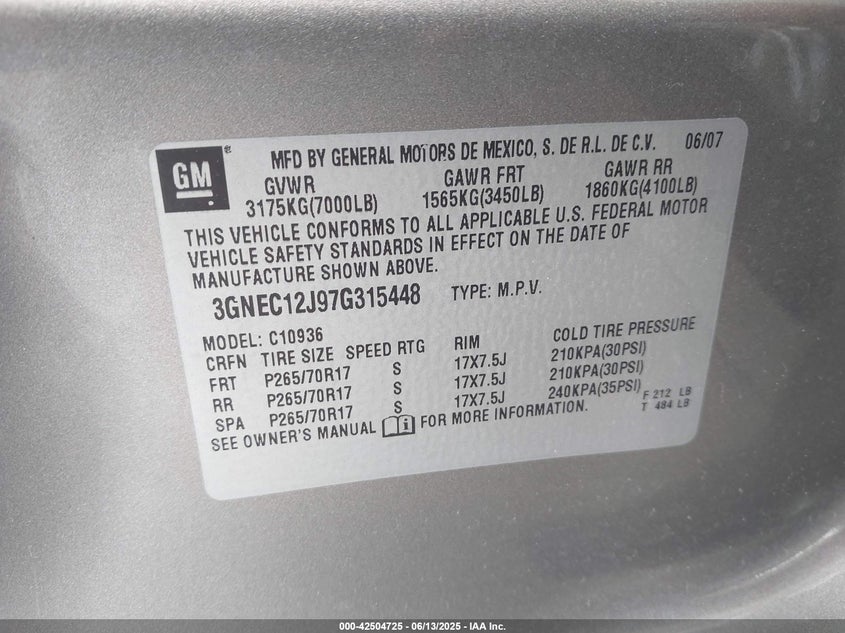 GM
MFD BY GENERAL MOTORS DE MEXICO, S. DE R.L. DE C.V. 06/07
GVWR GAWR FRT GAWR RR
3175KG(7000LB) 1565KG(3450LB) 1860KG(4100LB)
THIS VEHICLE CONFORMS TO ALL APPLICABLE U.S. FEDERAL MOTOR
VEHICLE SAFETY STANDARDS IN EFFECT ON THE DATE OF
MANUFACTURE SHOWN ABOVE.
3GNEC12J97G315448 TYPE: M.P.V.
MODEL: C10936
CRFN TIRE SIZE SPEED RTG RIM COLD TIRE PRESSURE
FRT P265/70R17 S 17X7.5J 210KPA(30PSI)
RR P265/70R17 S 17X7.5J 210KPA(30PSI)
SPA P265/70R17 S 17X7.5J 240KPA(35PSI) F 212 LB
SEE OWNER'S MANUAL FOR MORE INFORMATION. T 484 LB
000-42504725 - 06/13/2025 - IAA Inc.